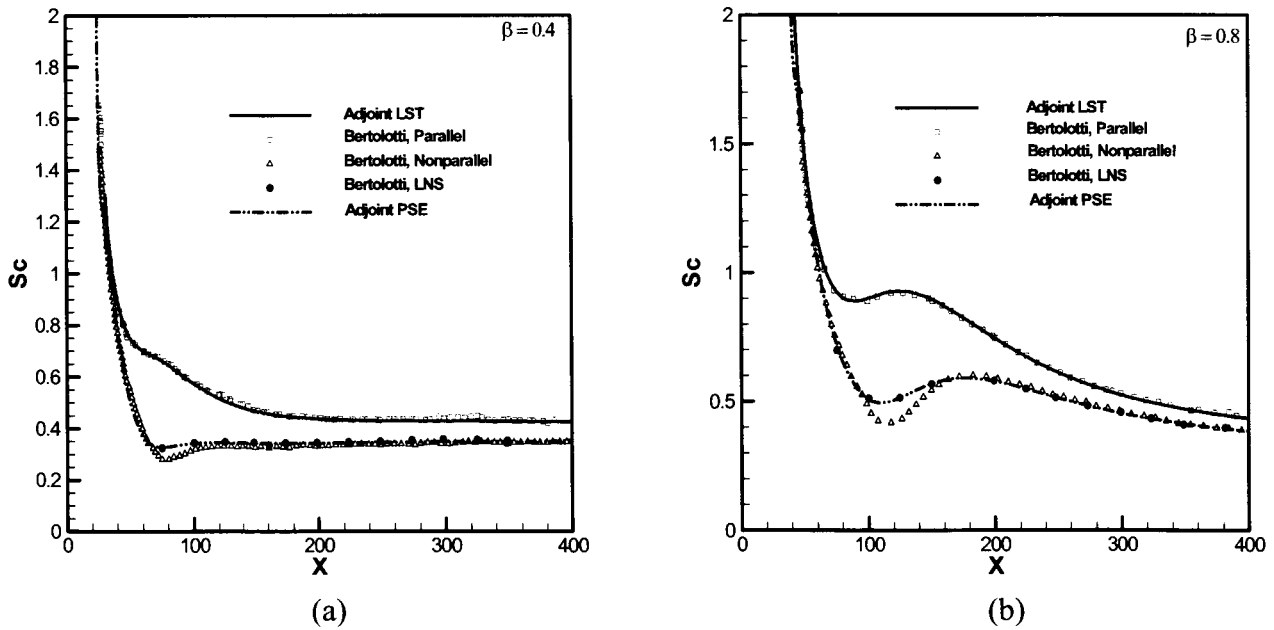 β = 0.4
2
1.8
1.6
1.4
1.2
1
0.8
0.6
0.4
0.2
0
Sc
Adjoint LST
Bertolotti, Parallel
Bertolotti, Nonparallel
Bertolotti, LNS
Adjoint PSE
0 100 200 300 400
X
(a)
β = 0.8
2
1.5
1
0.5
0
Sc
Adjoint LST
Bertolotti, Parallel
Bertolotti, Nonparallel
Bertolotti, LNS
Adjoint PSE
0 100 200 300 400
X
(b)